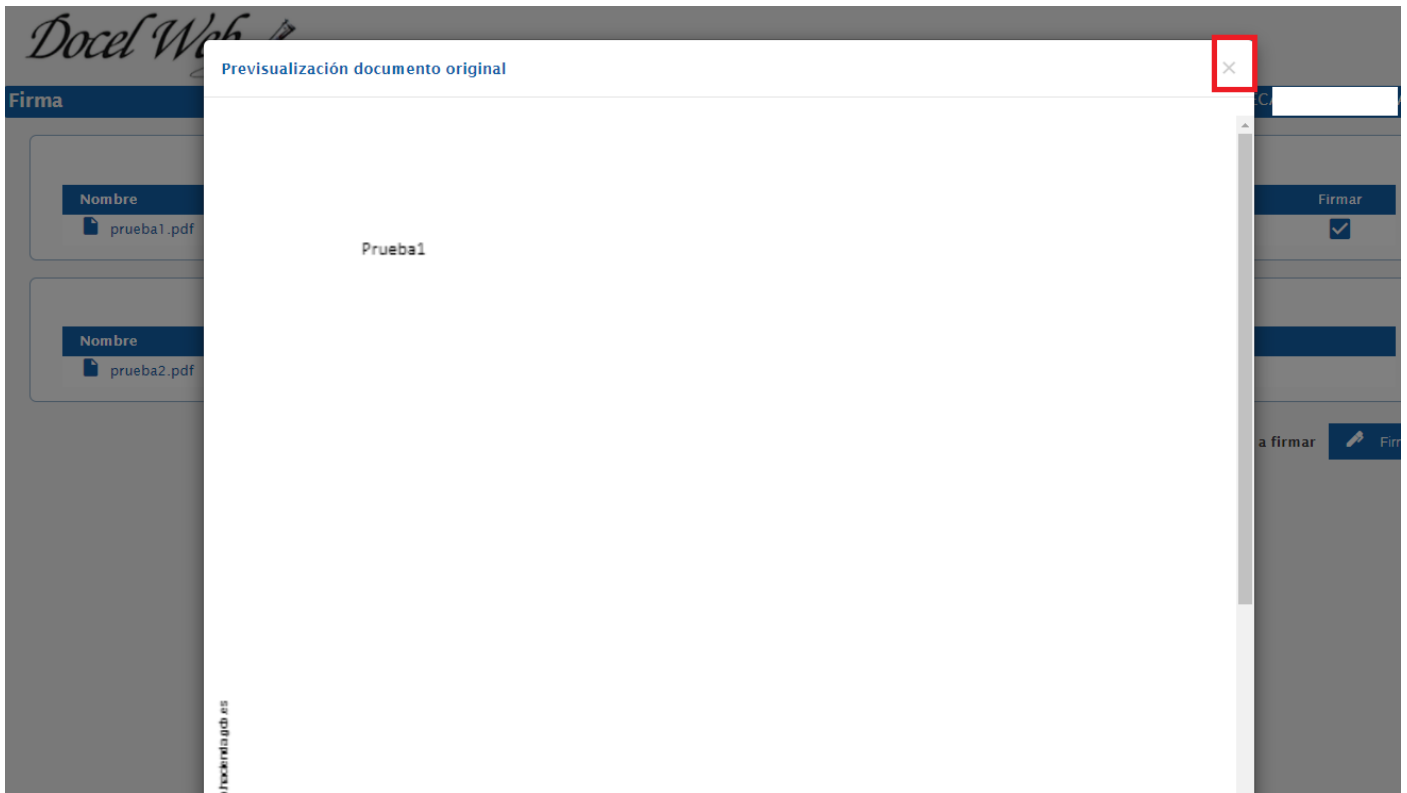 Docel Web
Previsualización documento original
×
Firma
Nombre
Firmar
prueba1.pdf
Prueba1
Nombre
prueba2.pdf
a firmar